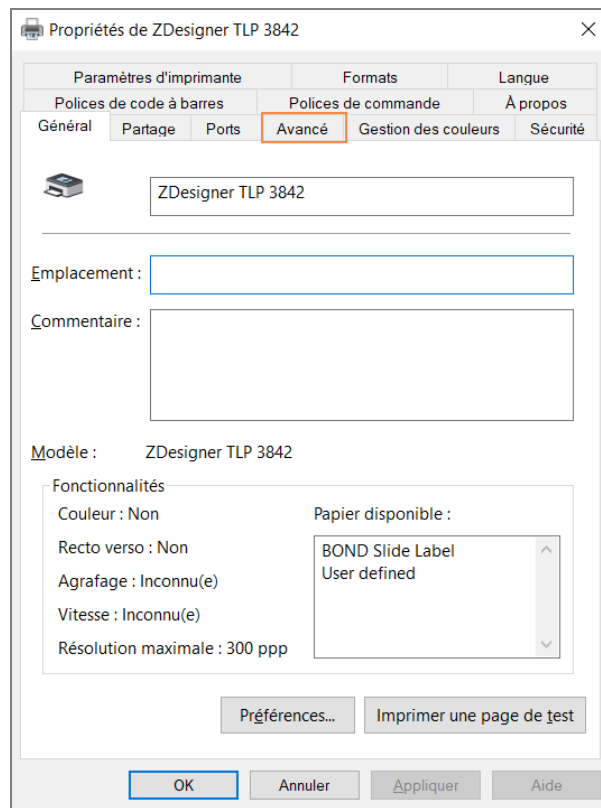 Propriétés de ZDesigner TLP 3842
Paramètres d'imprimante Formats Langue
Polices de code à barres Polices de commande À propos
Général Partage Ports Avancé Gestion des couleurs Sécurité
ZDesigner TLP 3842
Emplacement :
Commentaire :
Modèle : ZDesigner TLP 3842
Fonctionnalités
Couleur : Non Papier disponible :
Recto verso : Non BOND Slide Label
User defined
Agrafage : Inconnu(e)
Vitesse : Inconnu(e)
Résolution maximale : 300 ppp
Préférences... Imprimer une page de test
OK Annuler Appliquer Aide